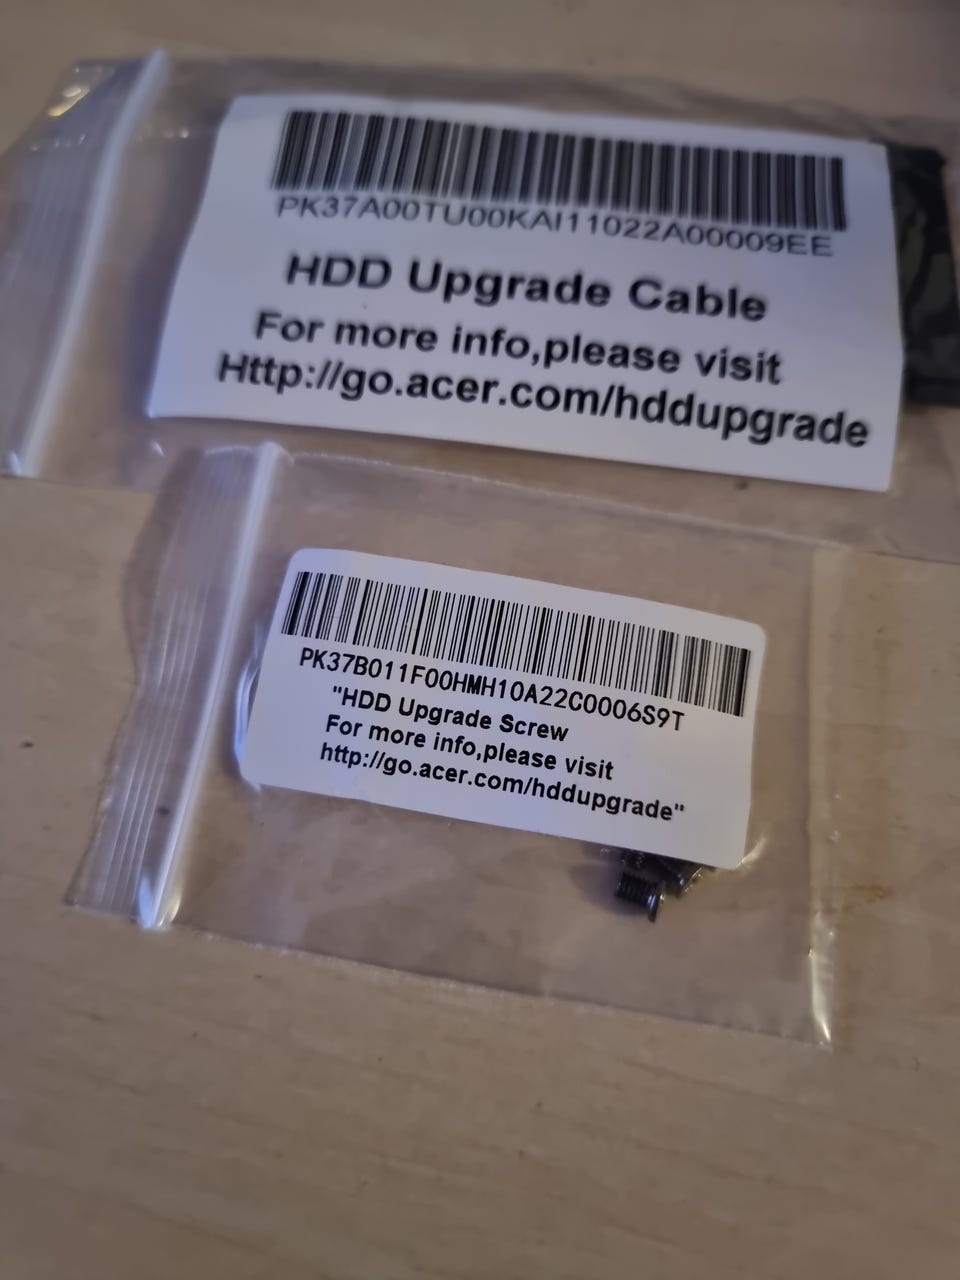 PK37A00TU00KAI11022A00009EE
HDD Upgrade Cable
For more info,please visit
Http://go.acer.com/hddupgrade
PK37B011F00HMH10A22C0006S9T
"HDD Upgrade Screw
For more info,please visit
http://go.acer.com/hddupgrade"